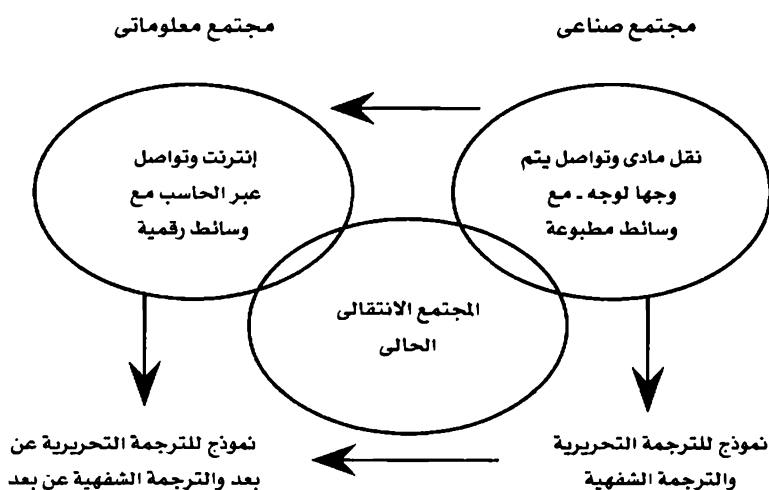 مجتمع صناعى
مجتمع معلوماتى
نقل مادى وتواصل يتم
وجها لوجه - مع
وسائط مطبوعة
إنترنت وتواصل
عبر الحاسب مع
وسائط رقمية
المجتمع الانتقالى
الحالى
نموذج للترجمة التحريرية
والترجمة الشفهية
نموذج للترجمة التحريرية عن
بعد والترجمة الشفهية عن بعد